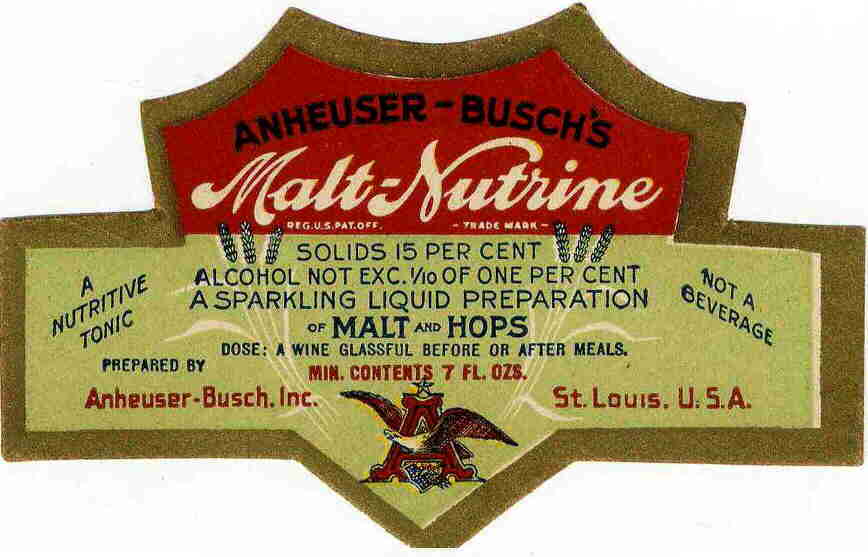 ANHEUSER-BUSCH'S
Malt-Nutrine
REG.U.S.PAT.OFF. - TRADE MARK -
SOLIDS 15 PER CENT
ALCOHOL NOT EXC. 1/10 OF ONE PER CENT
A SPARKLING LIQUID PREPARATION
OF MALT AND HOPS
DOSE: A WINE GLASSFUL BEFORE OR AFTER MEALS.
MIN. CONTENTS 7 FL. OZS.
A
NUTRITIVE
TONIC
NOT A
BEVERAGE
PREPARED BY
Anheuser-Busch, Inc. St. Louis, U.S.A.
A